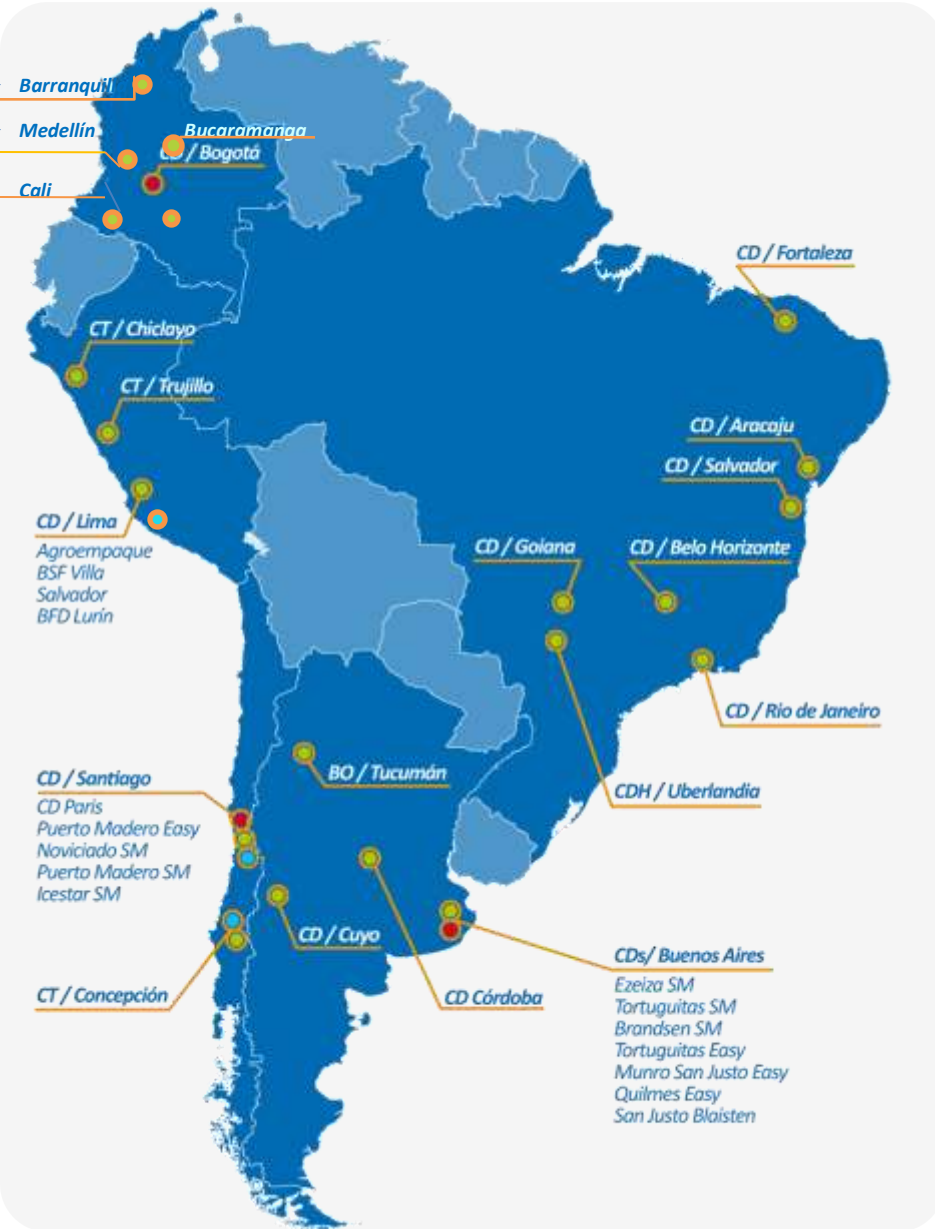 Barranquil
Medellín
Bucaramanga
CD / Bogotá
Cali
CD / Fortaleza
CT / Chiclayo
CT / Trujillo
CD / Aracaju
CD / Salvador
CD / Lima
Agroempaque
BSF Villa
Salvador
BFD Lurín
CD / Goiana
CD / Belo Horizonte
CD / Rio de Janeiro
BO / Tucumán
CD / Santiago
CD Paris
Puerto Madero Easy
Noviciado SM
Puerto Madero SM
Icestar SM
CDH / Uberlandia
CD / Cuyo
CT / Concepción
CD Córdoba
CDs/ Buenos Aires
Ezeiza SM
Tortuguitas SM
Brandsen SM
Tortuguitas Easy
Munro San Justo Easy
Quilmes Easy
San Justo Blaisten